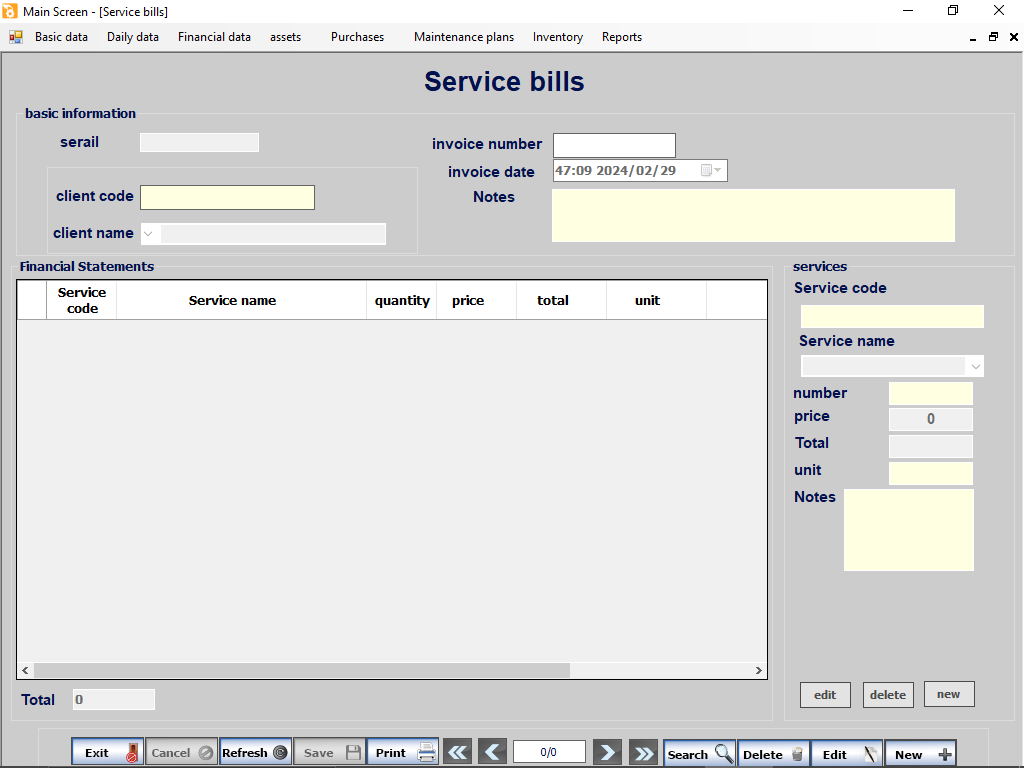 Main Screen - [Service bills]
Basic data Daily data Financial data assets Purchases Maintenance plans Inventory Reports
Service bills
basic information
serail
invoice number
invoice date 47:09 2024/02/29
client code
Notes
client name
Financial Statements
Service code Service name quantity price total unit
Total 0
services
Service code
Service name
number
price 0
Total
unit
Notes
edit delete new
Exit Cancel Refresh Save Print 0/0 Search Delete Edit New